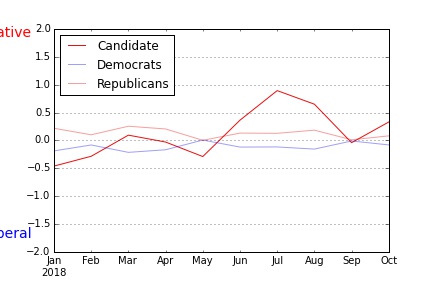 2.0
ative
Candidate
1.5
Democrats
Republicans
1.0
0.5
0.0
−0.5
−1.0
−1.5
peral
−2.0
Jan Feb Mar Apr May Jun Jul Aug Sep Oct
2018